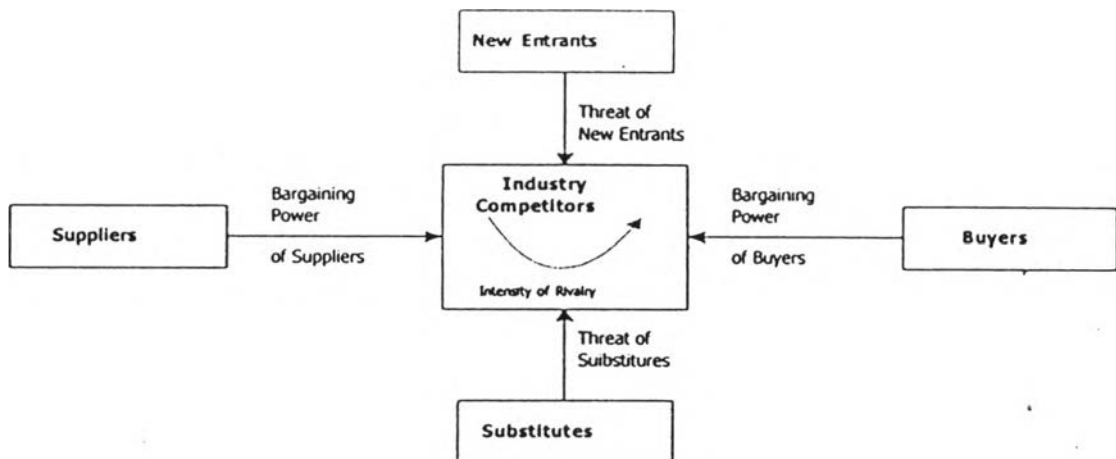 New Entrants
Threat of
New Entrants
Industry
Competitors
Intensity of Rivalry
Bargaining
Power
of Suppliers
Suppliers
Bargaining
Power
of Buyers
Buyers
Threat of
Suibstitures
Substitutes